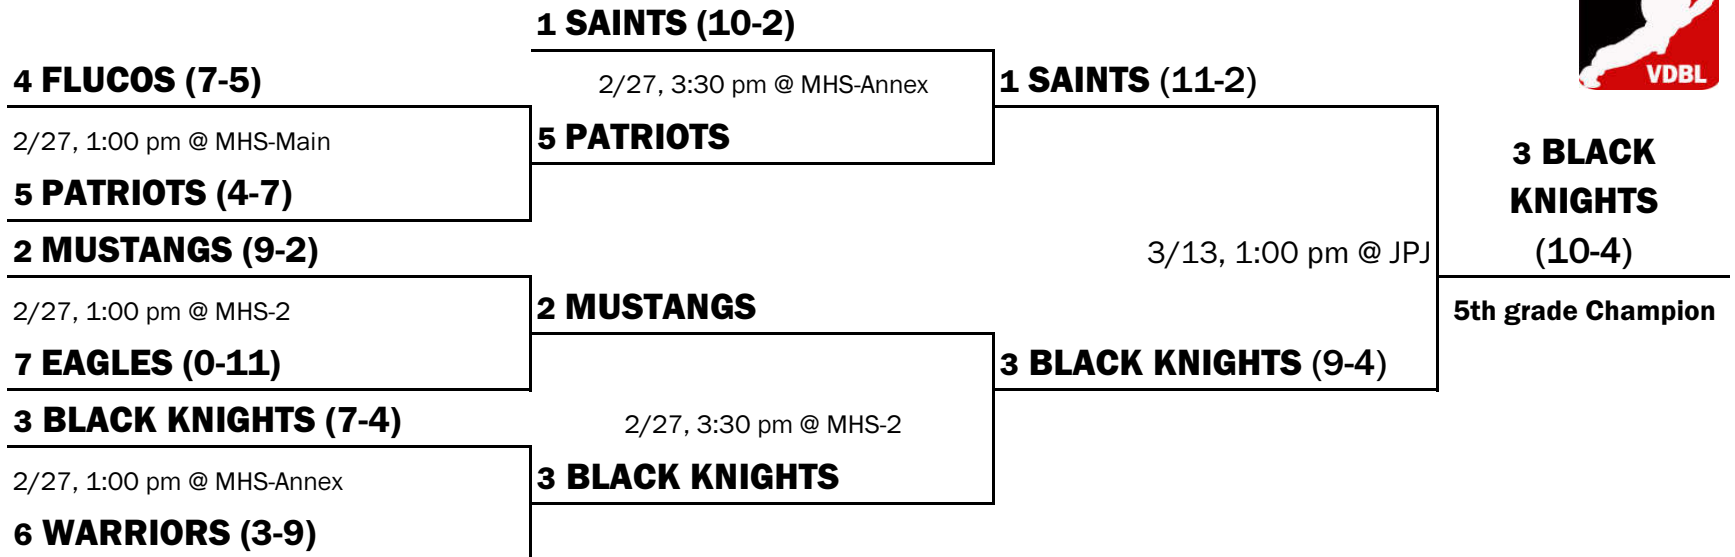 1 SAINTS (10-2)
4 FLUCOS (7-5)
2/27, 3:30 pm @ MHS-Annex
1 SAINTS (11-2)
VDBL
2/27, 1:00 pm @ MHS-Main
5 PATRIOTS
3 BLACK
KNIGHTS
(10-4)
5 PATRIOTS (4-7)
2 MUSTANGS (9-2)
3/13, 1:00 pm @ JPJ
2/27, 1:00 pm @ MHS-2
2 MUSTANGS
5th grade Champion
7 EAGLES (0-11)
3 BLACK KNIGHTS (9-4)
3 BLACK KNIGHTS (7-4)
2/27, 3:30 pm @ MHS-2
2/27, 1:00 pm @ MHS-Annex
3 BLACK KNIGHTS
6 WARRIORS (3-9)